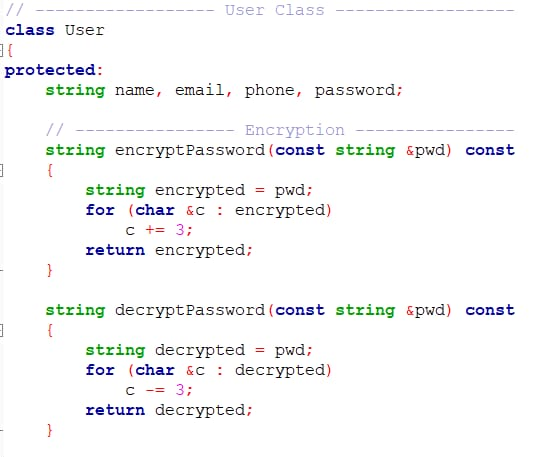 // ------------------ User Class ------------------
class User
{
protected:
    string name, email, phone, password;

    // ---------------- Encryption ----------------
    string encryptPassword(const string &pwd) const
    {
        string encrypted = pwd;
        for (char &c : encrypted)
            c += 3;
        return encrypted;
    }

    string decryptPassword(const string &pwd) const
    {
        string decrypted = pwd;
        for (char &c : decrypted)
            c -= 3;
        return decrypted;
    }